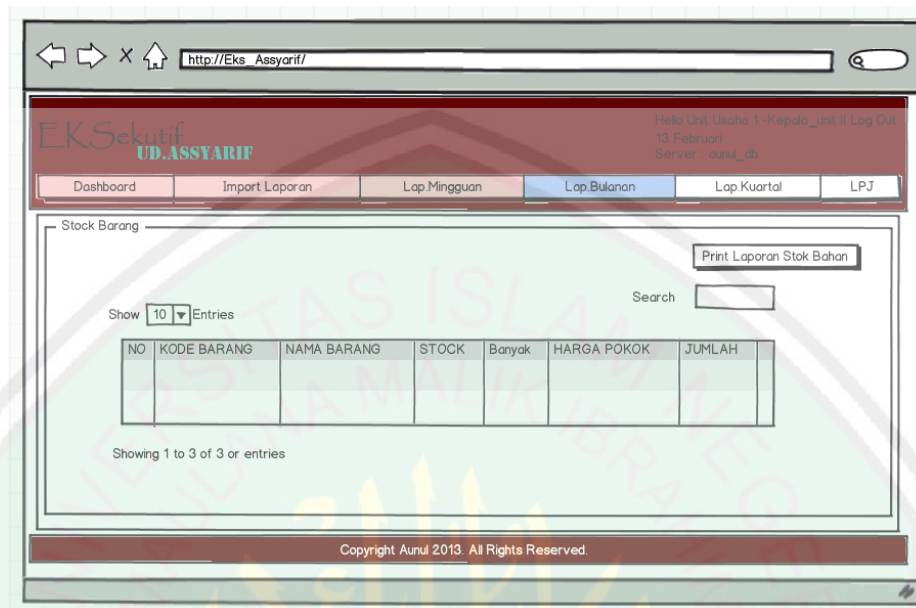 http://Eks_Assyarif/
EKSekutif
UD.ASSYARIF
Hello Unit Usaha 1 -Kepala_unit II Log Out
13 Februari
Server : aunul_db
Dashboard Import Laporan Lap.Mingguan Lap.Bulanan Lap.Kuartal LPJ
Stock Barang
Print Laporan Stok Bahan
Search
Show 10 Entries
NO KODE BARANG NAMA BARANG STOCK Banyak HARGA POKOK JUMLAH
Showing 1 to 3 of 3 or entries
Copyright Aunul 2013. All Rights Reserved.